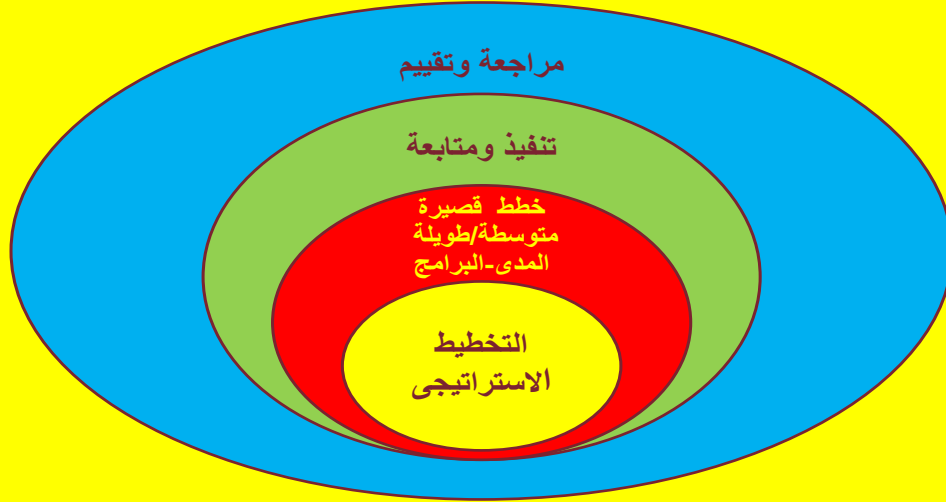 مراجعة وتقييم
تنفيذ ومتابعة
خطط قصيرة
متوسطة/طويلة
المدى-البرامج
التخطيط
الاستراتيجى